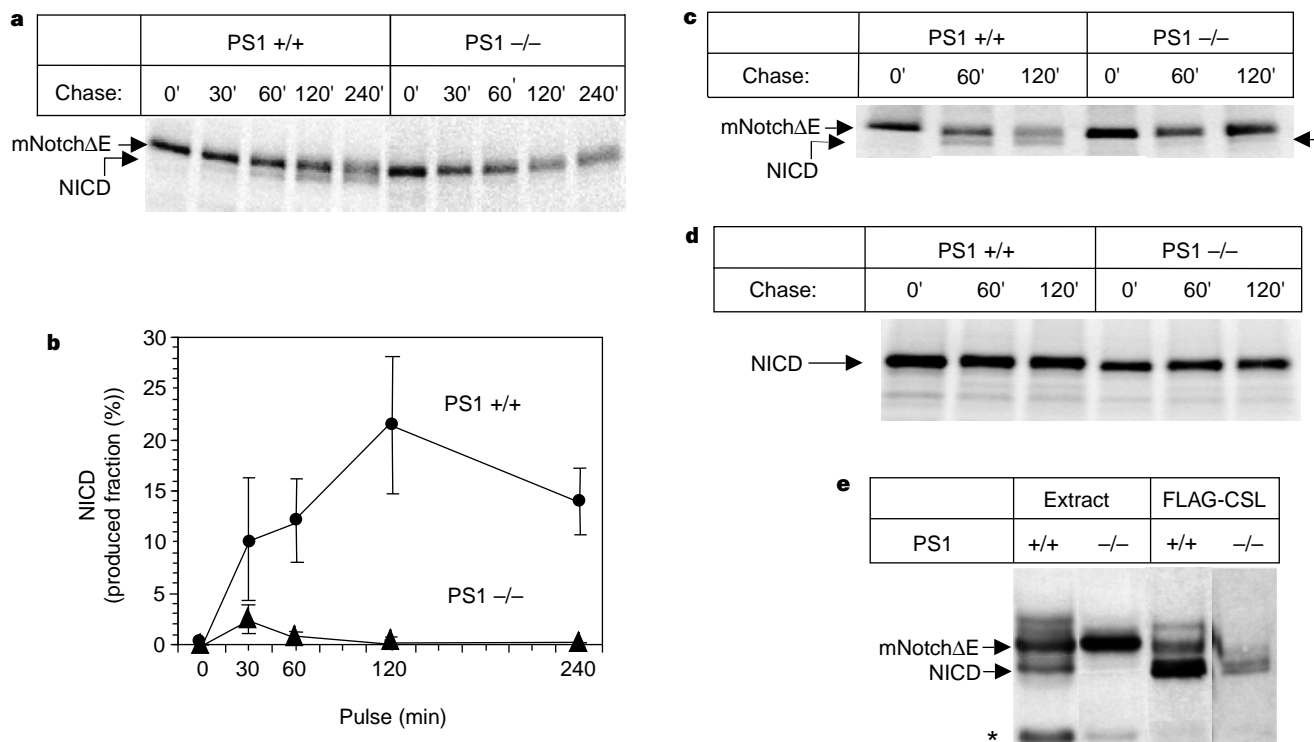 a
PS1 +/+ PS1 –/–
Chase: 0' 30' 60' 120' 240' 0' 30' 60' 120' 240'
mNotchΔE
NICD
b
30
25
20
15
10
5
0
NICD
(produced fraction (%))
PS1 +/+
PS1 –/–
0 30 60 120 240
Pulse (min)
c
PS1 +/+ PS1 –/–
Chase: 0' 60' 120' 0' 60' 120'
mNotchΔE
NICD
d
PS1 +/+ PS1 –/–
Chase: 0' 60' 120' 0' 60' 120'
NICD
e
Extract FLAG-CSL
PS1 +/+ –/– +/+ –/–
mNotchΔE
NICD
*